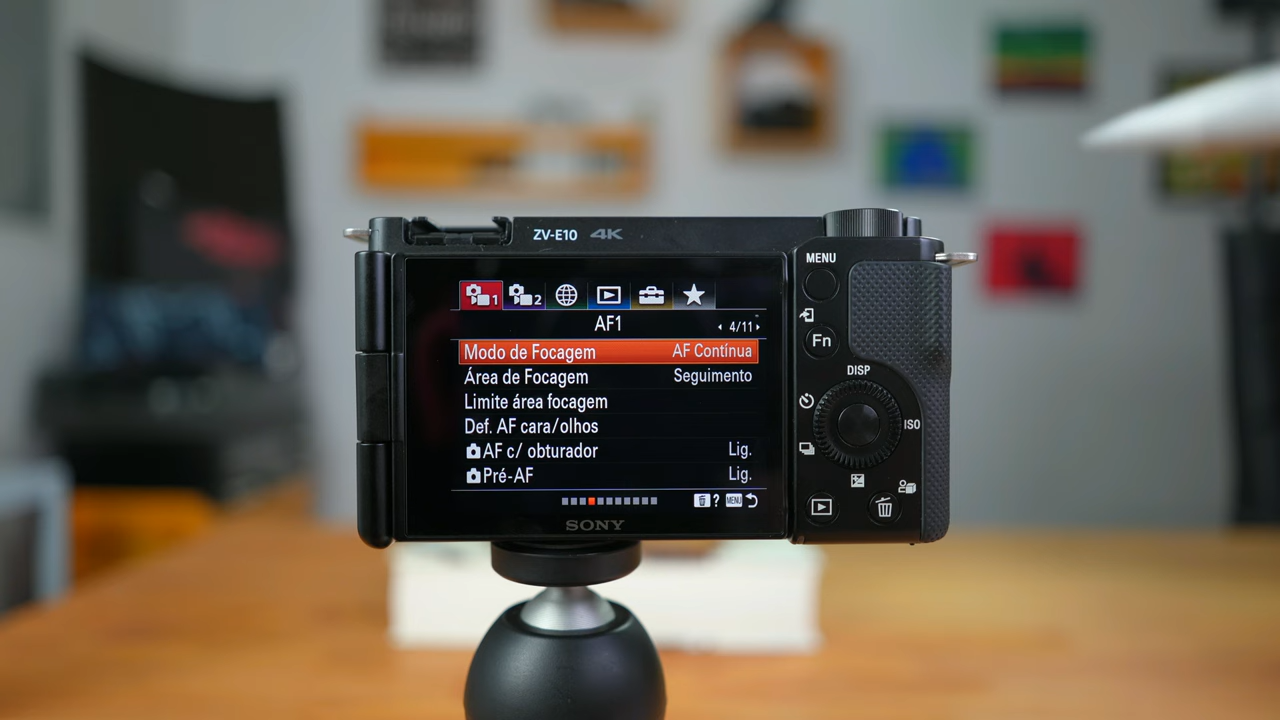 ZV-E10 4K
MENU
1 2
AF1
4/11
Modo de Focagem AF Contínua
Área de Focagem Seguimento
Limite área focagem
Def. AF cara/olhos
AF c/ obturador Lig.
Pré-AF Lig.
? MENU
SONY
Fn
DISP
ISO